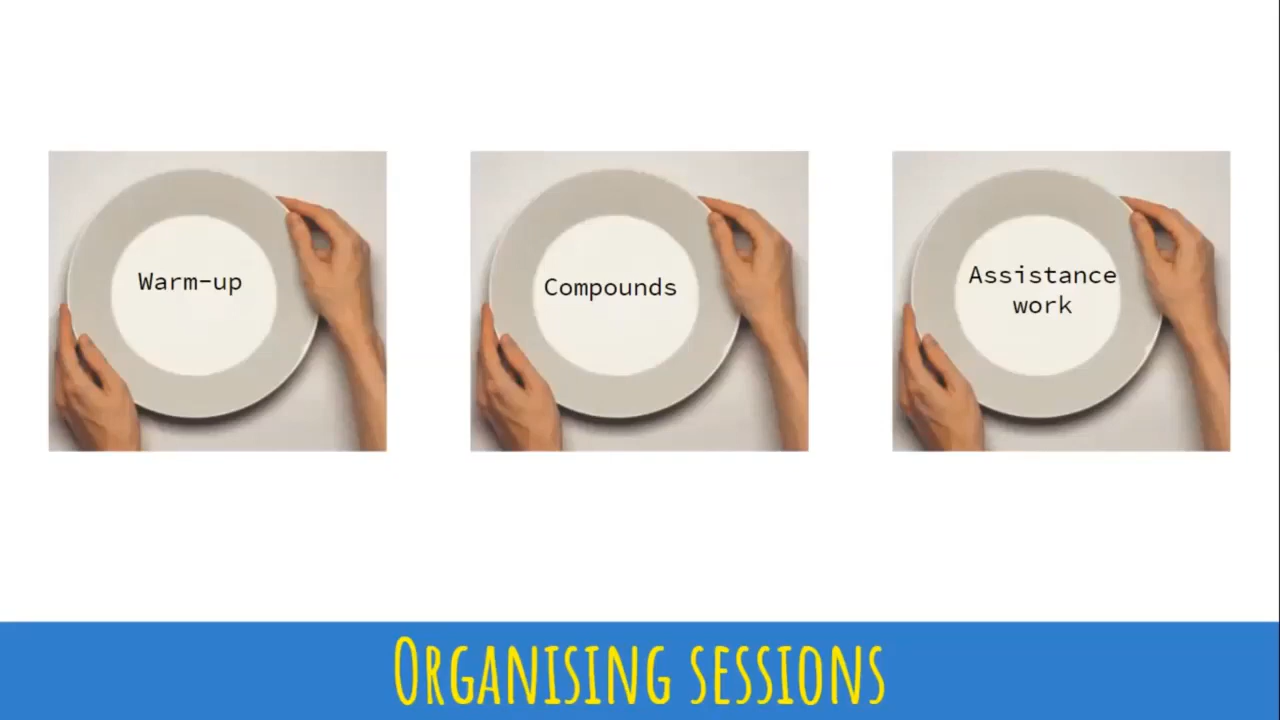 Warm-up
Compounds
Assistance
work
Organising sessions